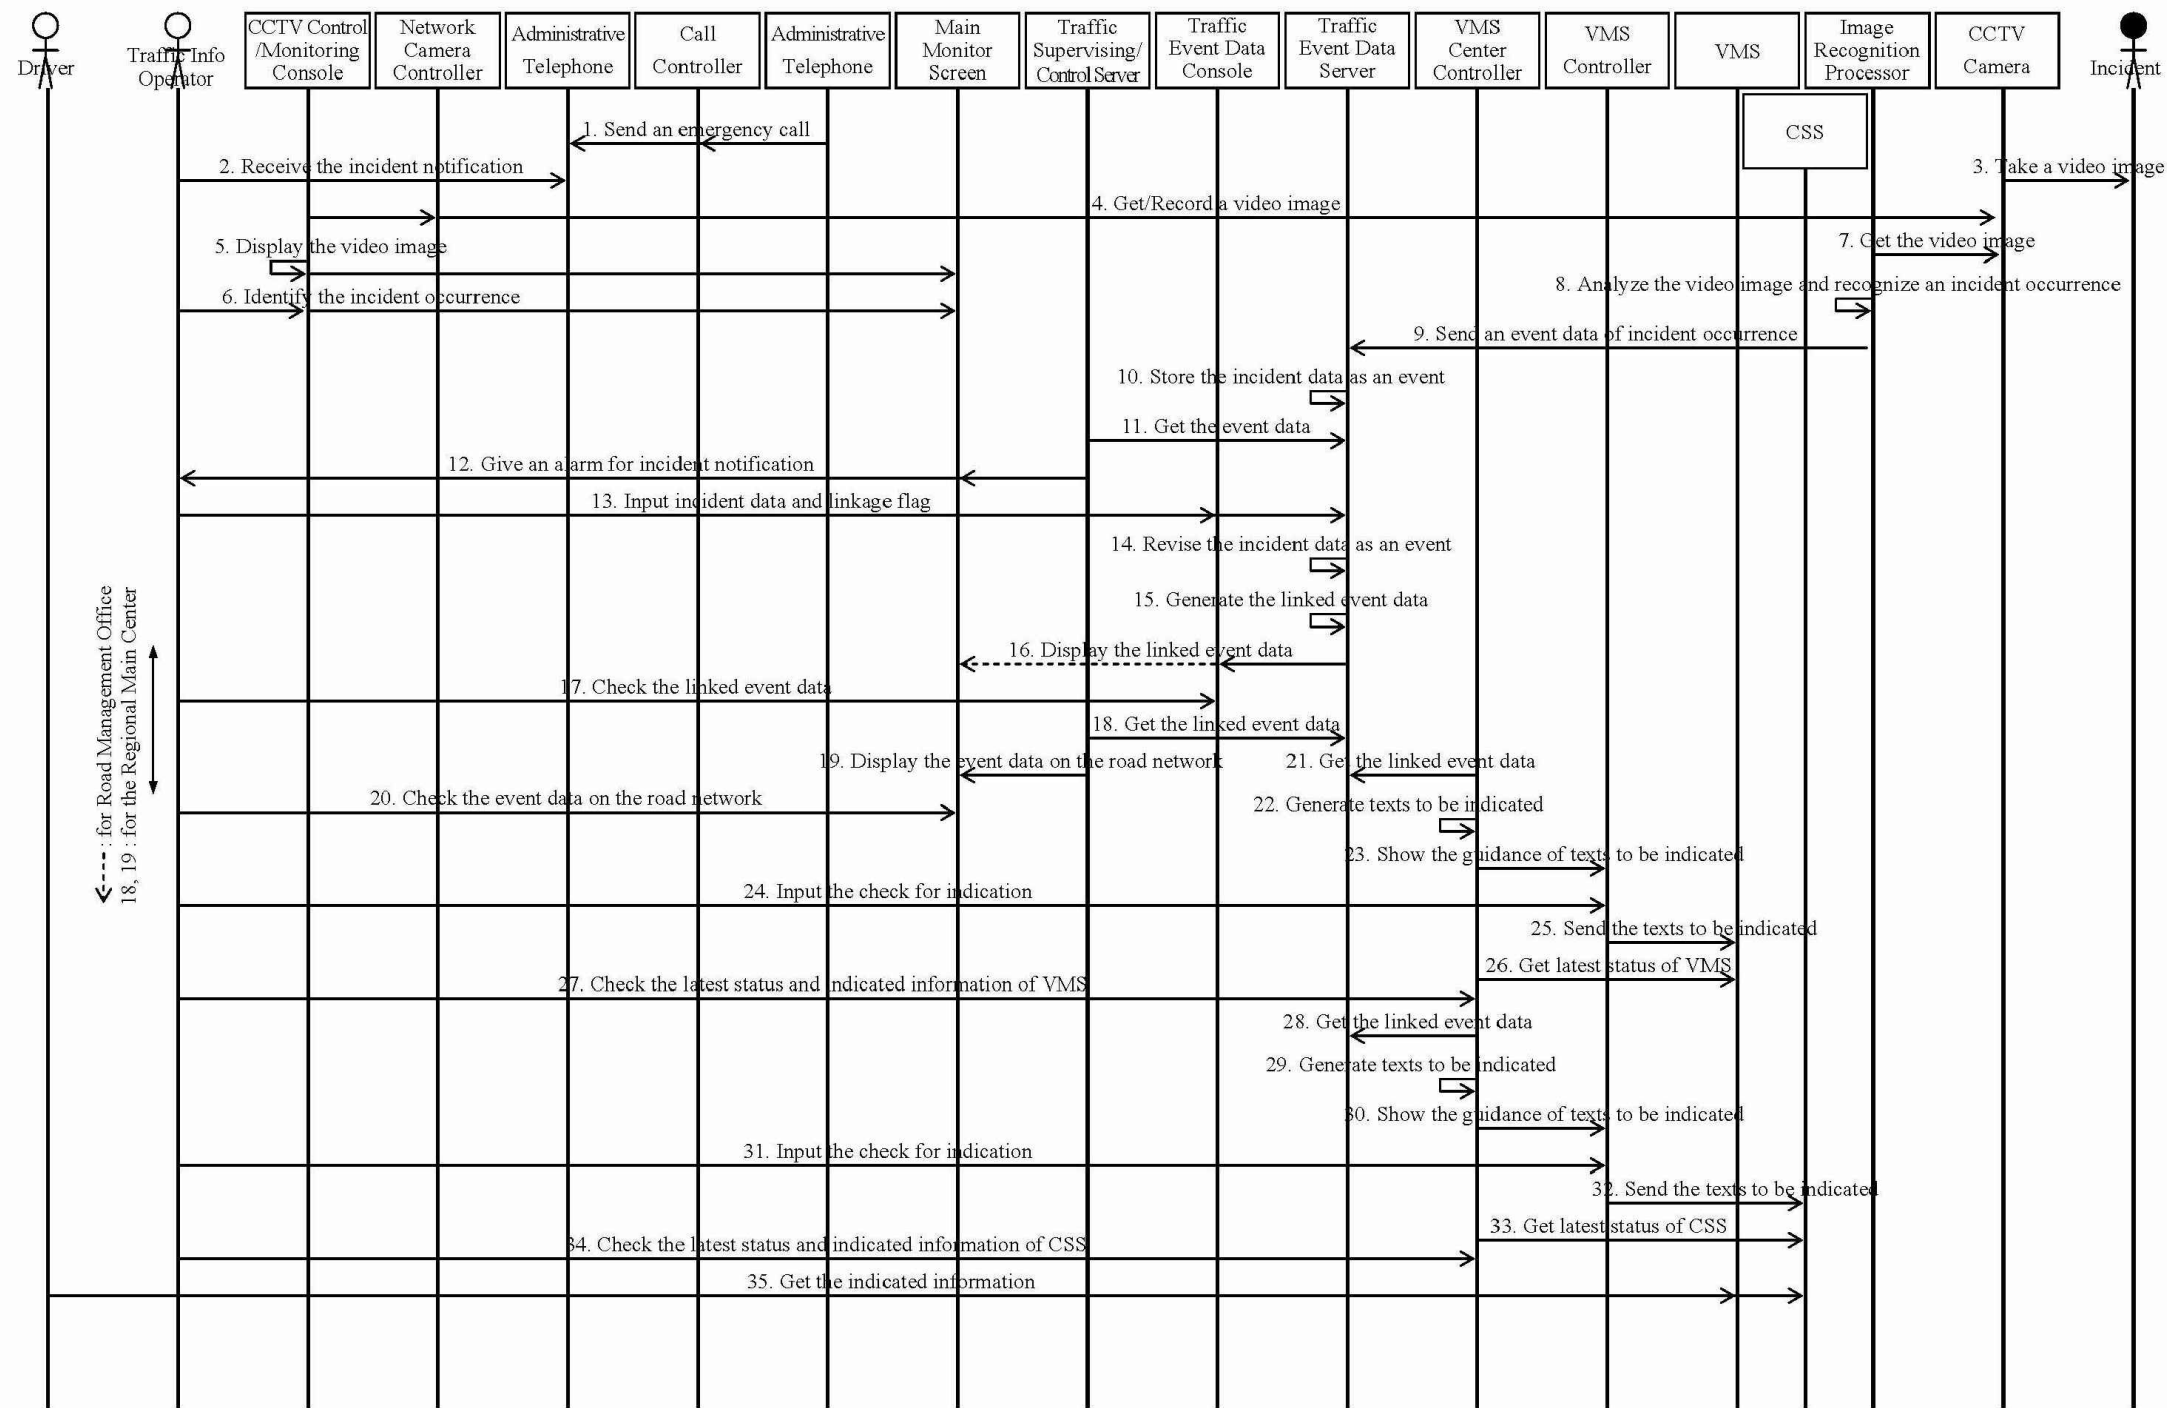 Driver
Traffic Info
Operator
CCTV Control
/Monitoring
Console
Network
Camera
Controller
Administrative
Telephone
Call
Controller
Administrative
Telephone
Main
Monitor
Screen
Traffic
Supervising/
Control Server
Traffic
Event Data
Console
Traffic
Event Data
Server
VMS
Center
Controller
VMS
Controller
VMS
Image
Recognition
Processor
CCTV
Camera
Incident
CSS
1. Send an emergency call
2. Receive the incident notification
3. Take a video image
4. Get/Record a video image
5. Display the video image
7. Get the video image
8. Analyze the video image and recognize an incident occurrence
6. Identify the incident occurrence
9. Send an event data of incident occurrence
10. Store the incident data as an event
11. Get the event data
12. Give an alarm for incident notification
13. Input incident data and linkage flag
14. Revise the incident data as an event
15. Generate the linked event data
16. Display the linked event data
17. Check the linked event data
18. Get the linked event data
19. Display the event data on the road network
21. Get the linked event data
20. Check the event data on the road network
22. Generate texts to be indicated
23. Show the guidance of texts to be indicated
24. Input the check for indication
25. Send the texts to be indicated
26. Get latest status of VMS
27. Check the latest status and indicated information of VMS
28. Get the linked event data
29. Generate texts to be indicated
30. Show the guidance of texts to be indicated
31. Input the check for indication
32. Send the texts to be indicated
33. Get latest status of CSS
34. Check the latest status and indicated information of CSS
35. Get the indicated information
: for Road Management Office
18, 19 : for the Regional Main Center